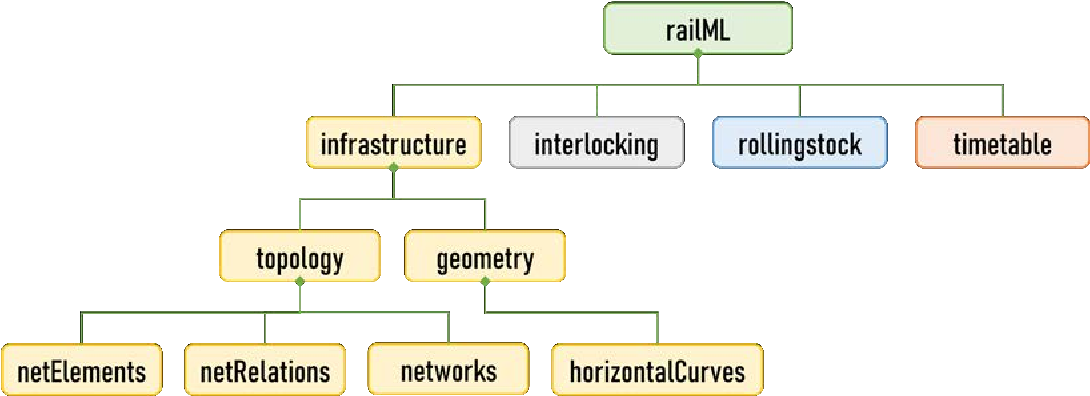 railML
infrastructure
interlocking
rollingstock
timetable
topology
geometry
netElements
netRelations
networks
horizontalCurves